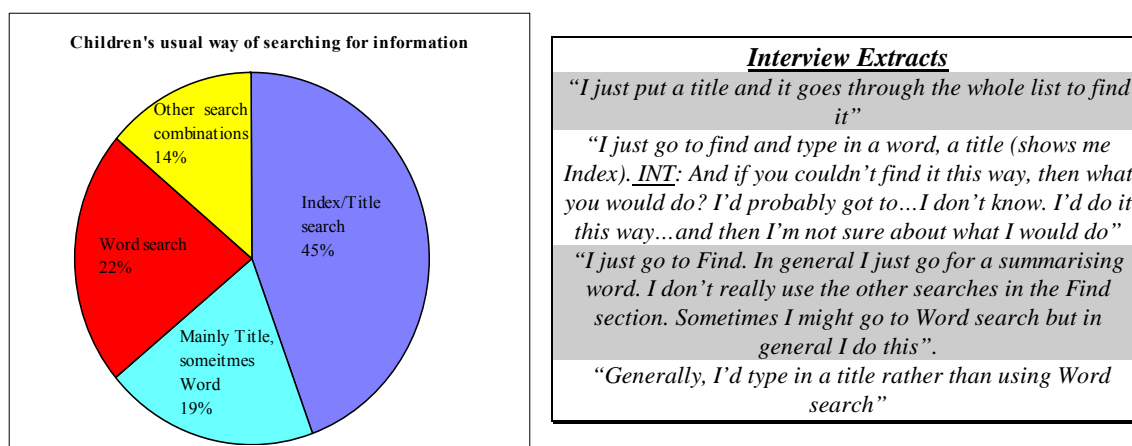 Children's usual way of searching for information
Other search
combinations
14%
Index/Title
search
45%
Word search
22%
Mainly Title,
someitmes
Word
19%
Interview Extracts
“I just put a title and it goes through the whole list to find
it”
“I just go to find and type in a word, a title (shows me
Index). INT: And if you couldn’t find it this way, then what
you would do? I’d probably got to…I don’t know. I’d do it
this way…and then I’m not sure about what I would do”
“I just go to Find. In general I just go for a summarising
word. I don’t really use the other searches in the Find
section. Sometimes I might go to Word search but in
general I do this”.
“Generally, I’d type in a title rather than using Word
search”